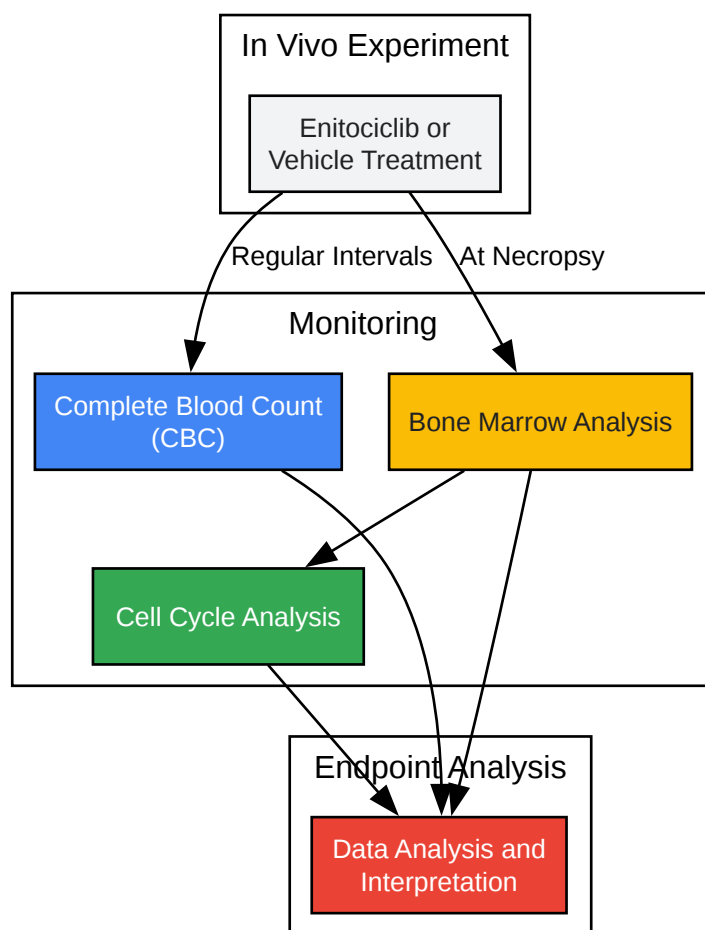 In Vivo Experiment
Enitociclib or
Vehicle Treatment
Regular Intervals
At Necropsy
Monitoring
Complete Blood Count
(CBC)
Bone Marrow Analysis
Cell Cycle Analysis
Endpoint Analysis
Data Analysis and
Interpretation